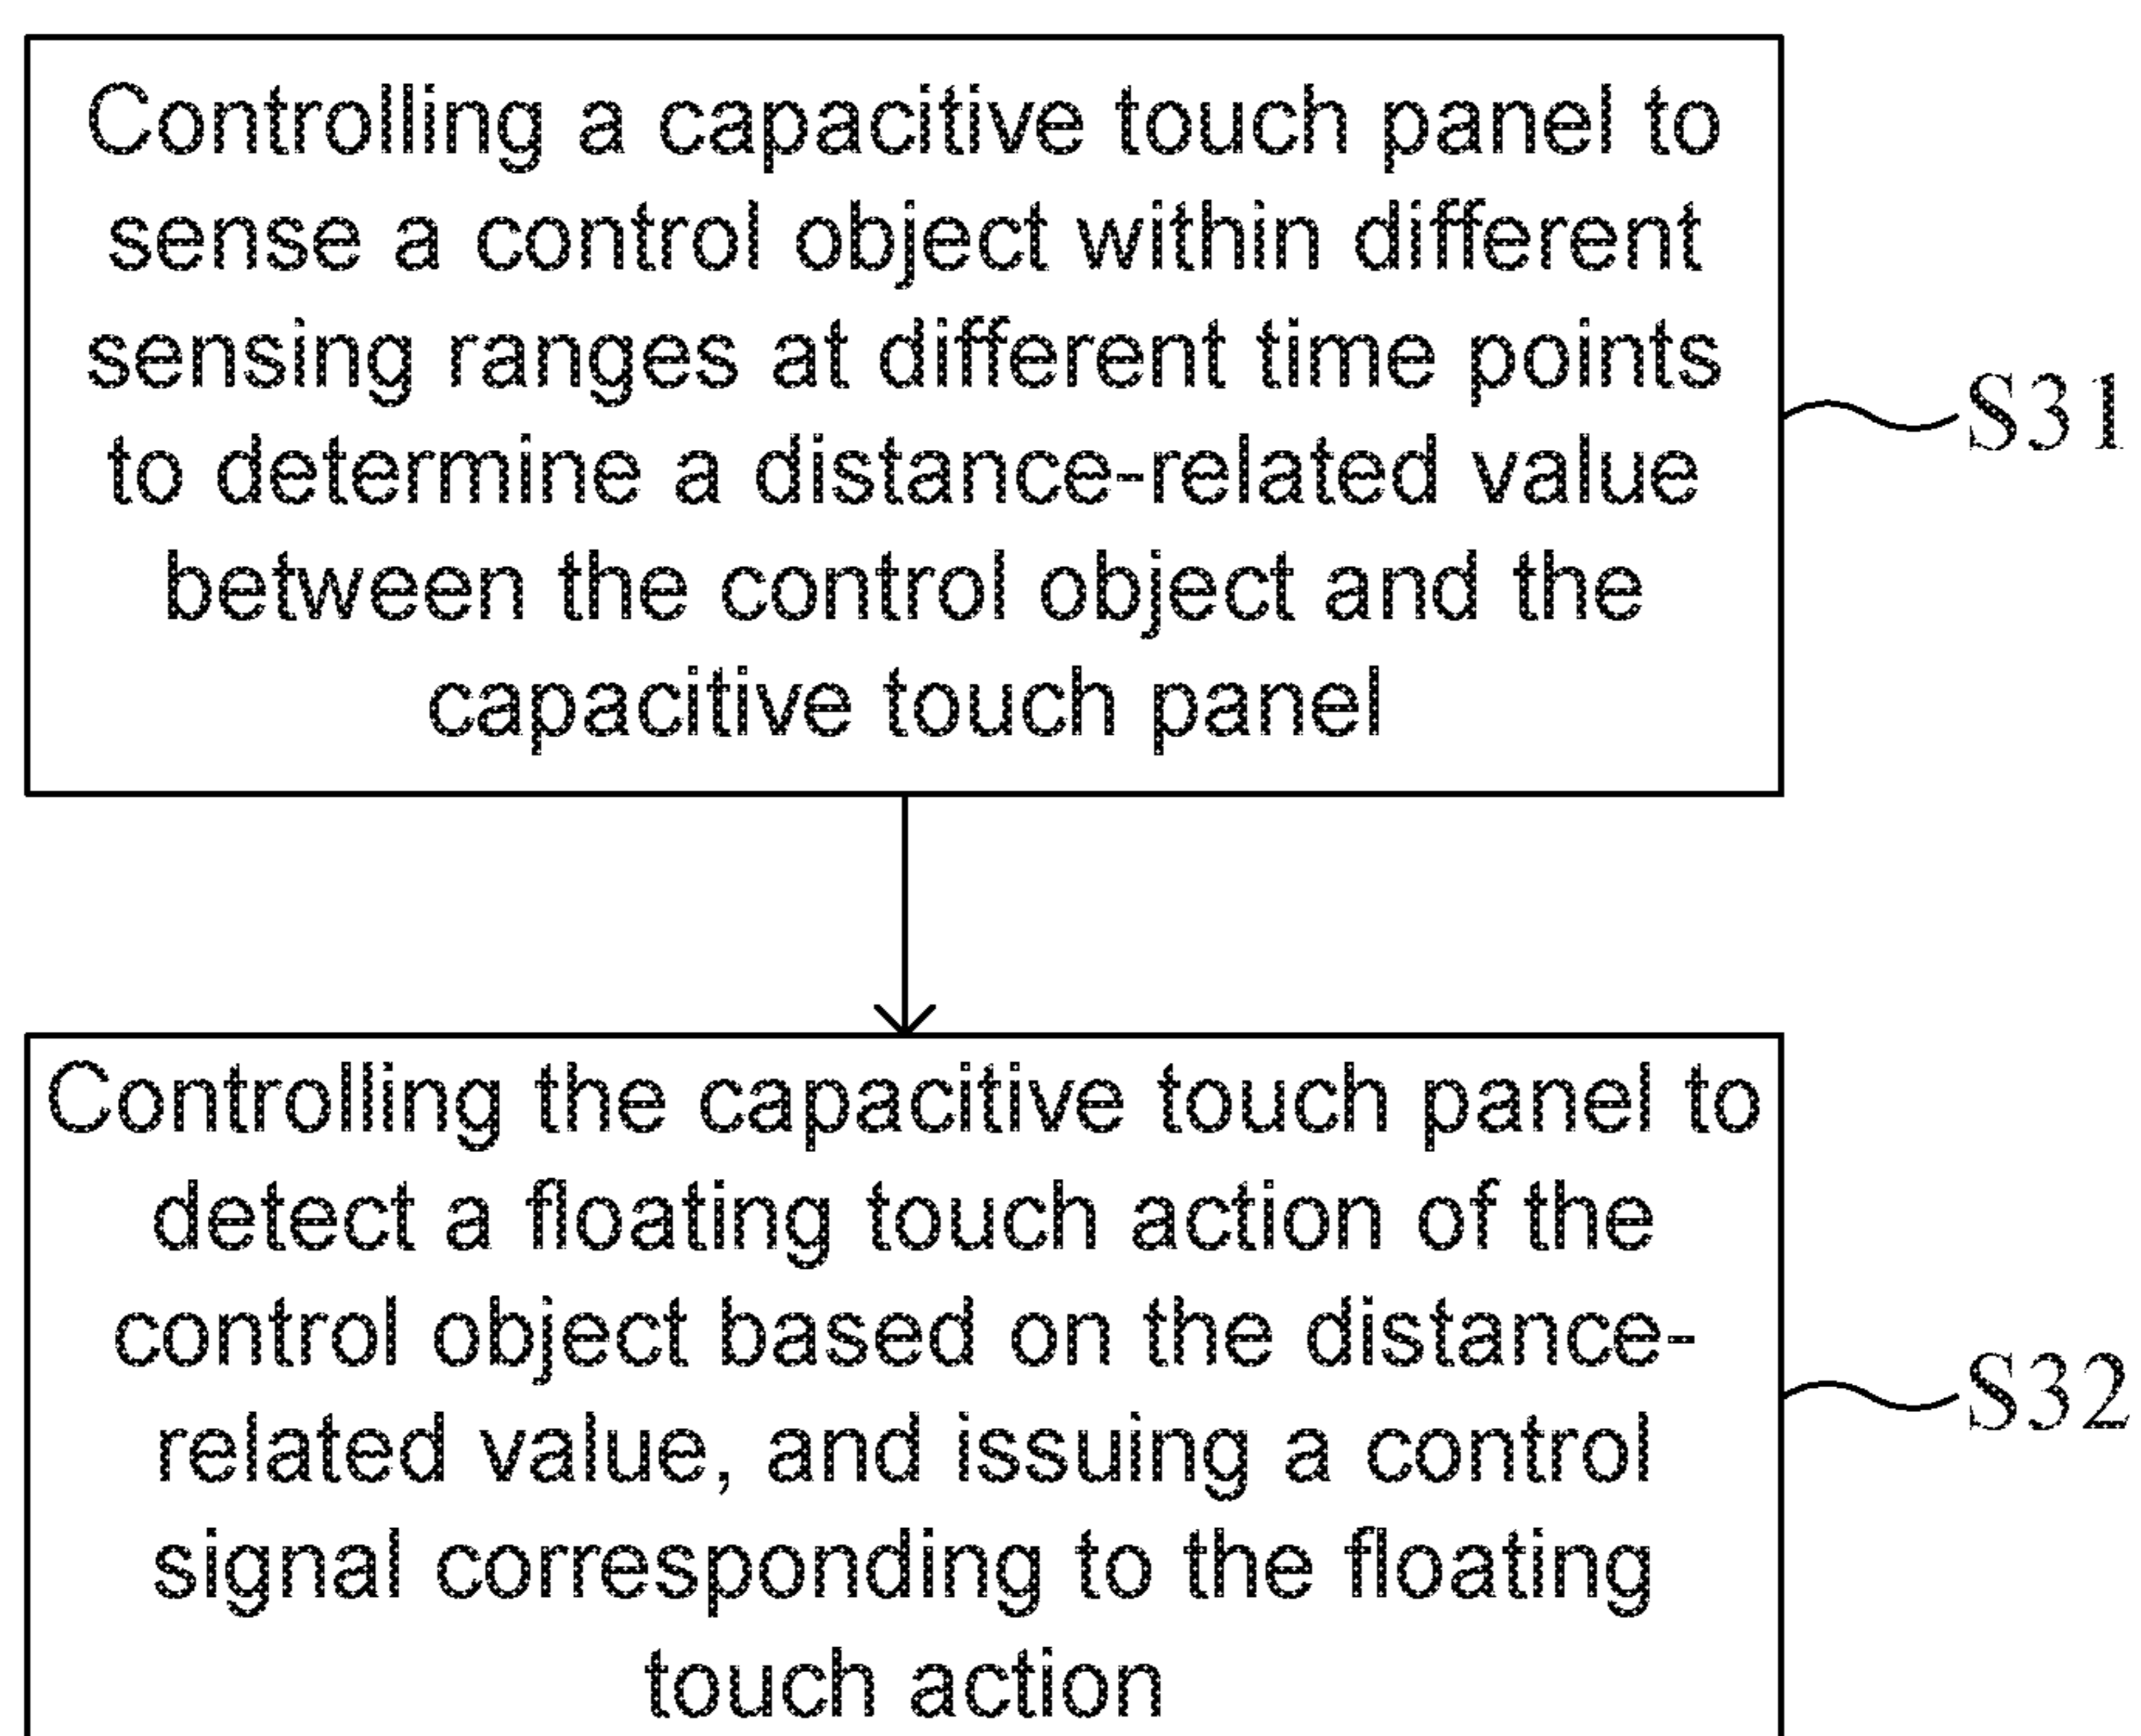 Controlling a capacitive touch panel to
sense a control object within different
sensing ranges at different time points
to determine a distance-related value
between the control object and the
capacitive touch panel
S31
Controlling the capacitive touch panel to
detect a floating touch action of the
control object based on the distance-
related value, and issuing a control
signal corresponding to the floating
touch action
S32